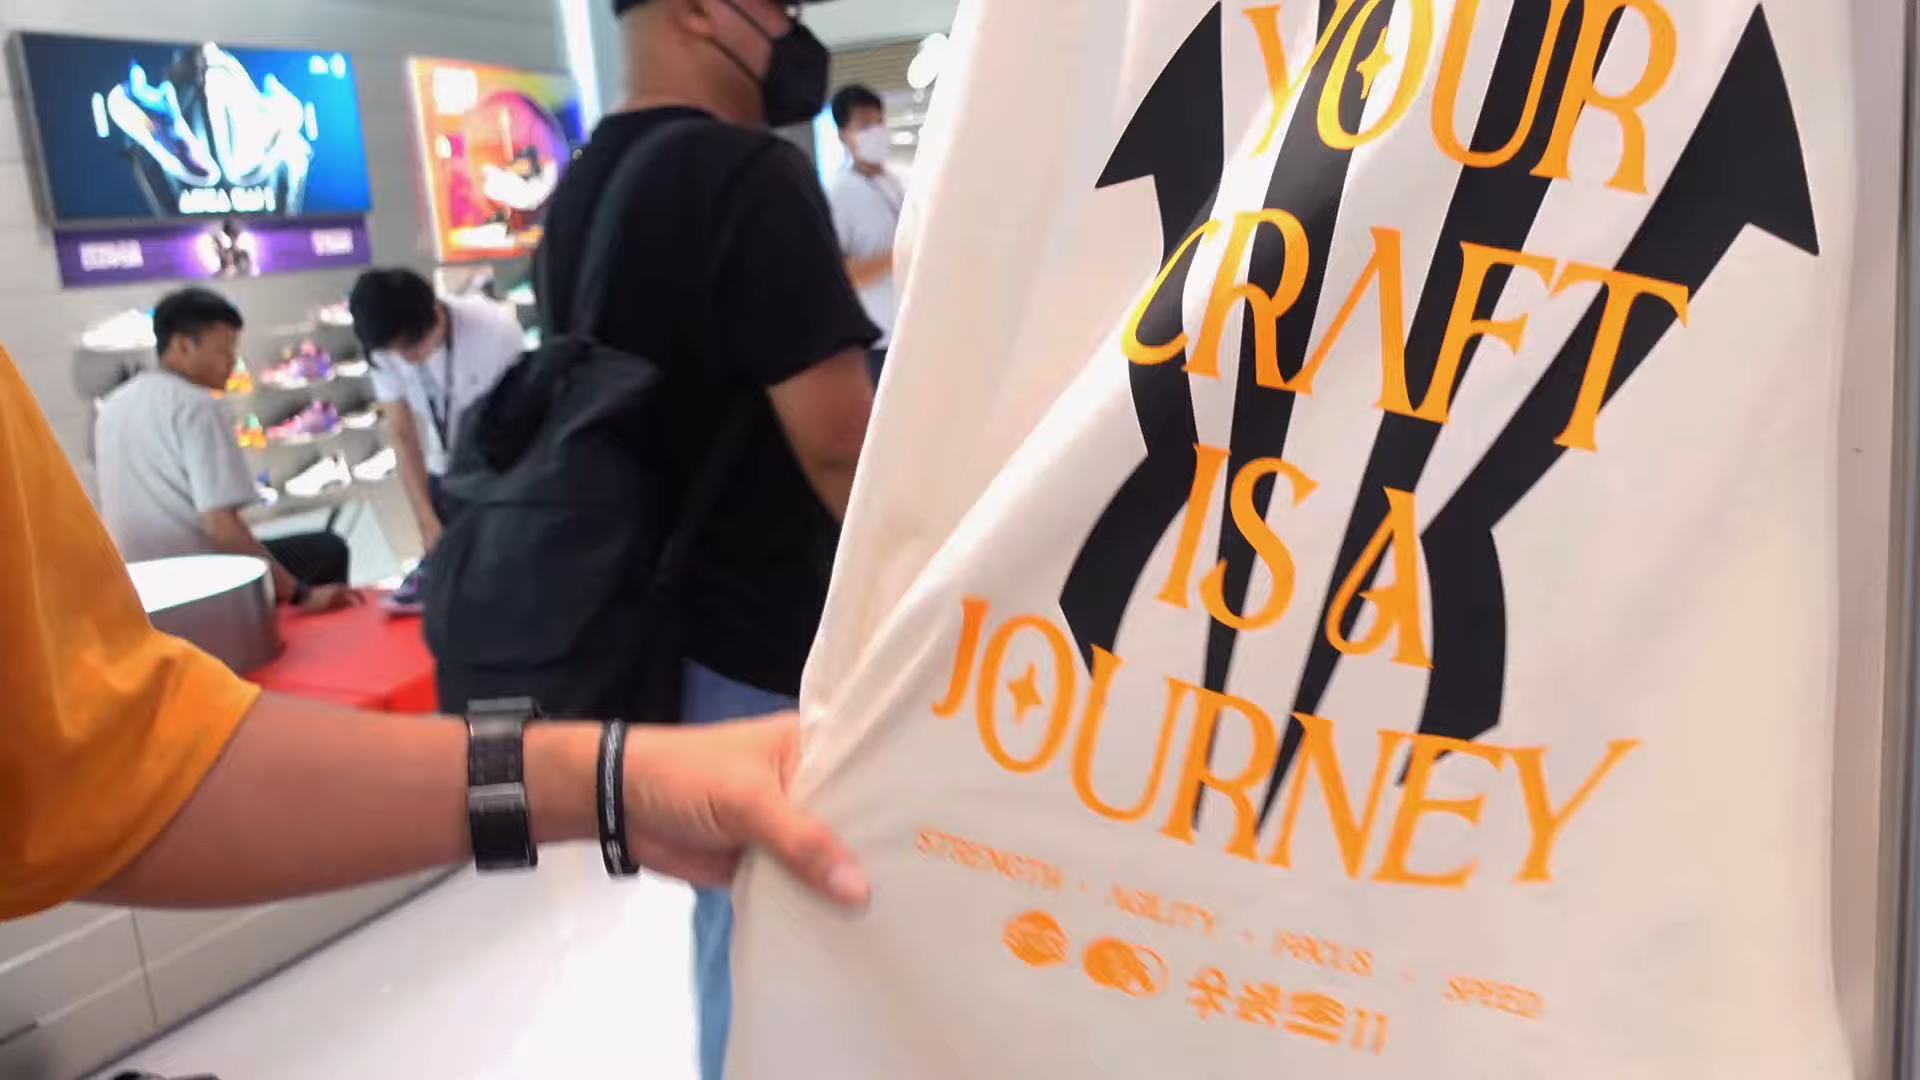 YOUR
CRAFT
IS A
JOURNEY
STRENGTH · AGILITY · FOCUS · SPEED